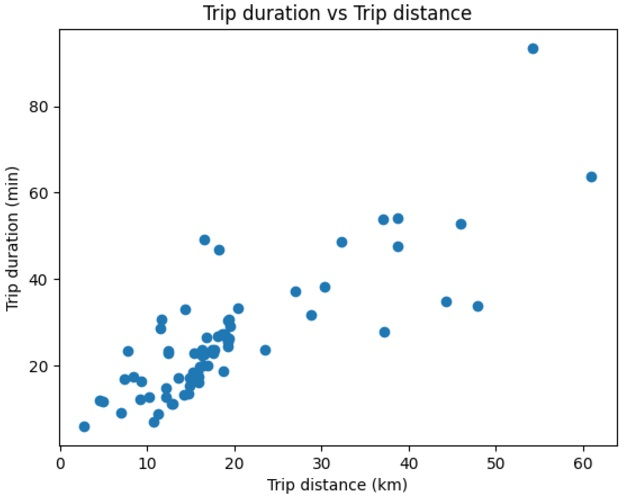 Trip duration vs Trip distance
Trip duration (min)
80
60
40
20
0 10 20 30 40 50 60
Trip distance (km)